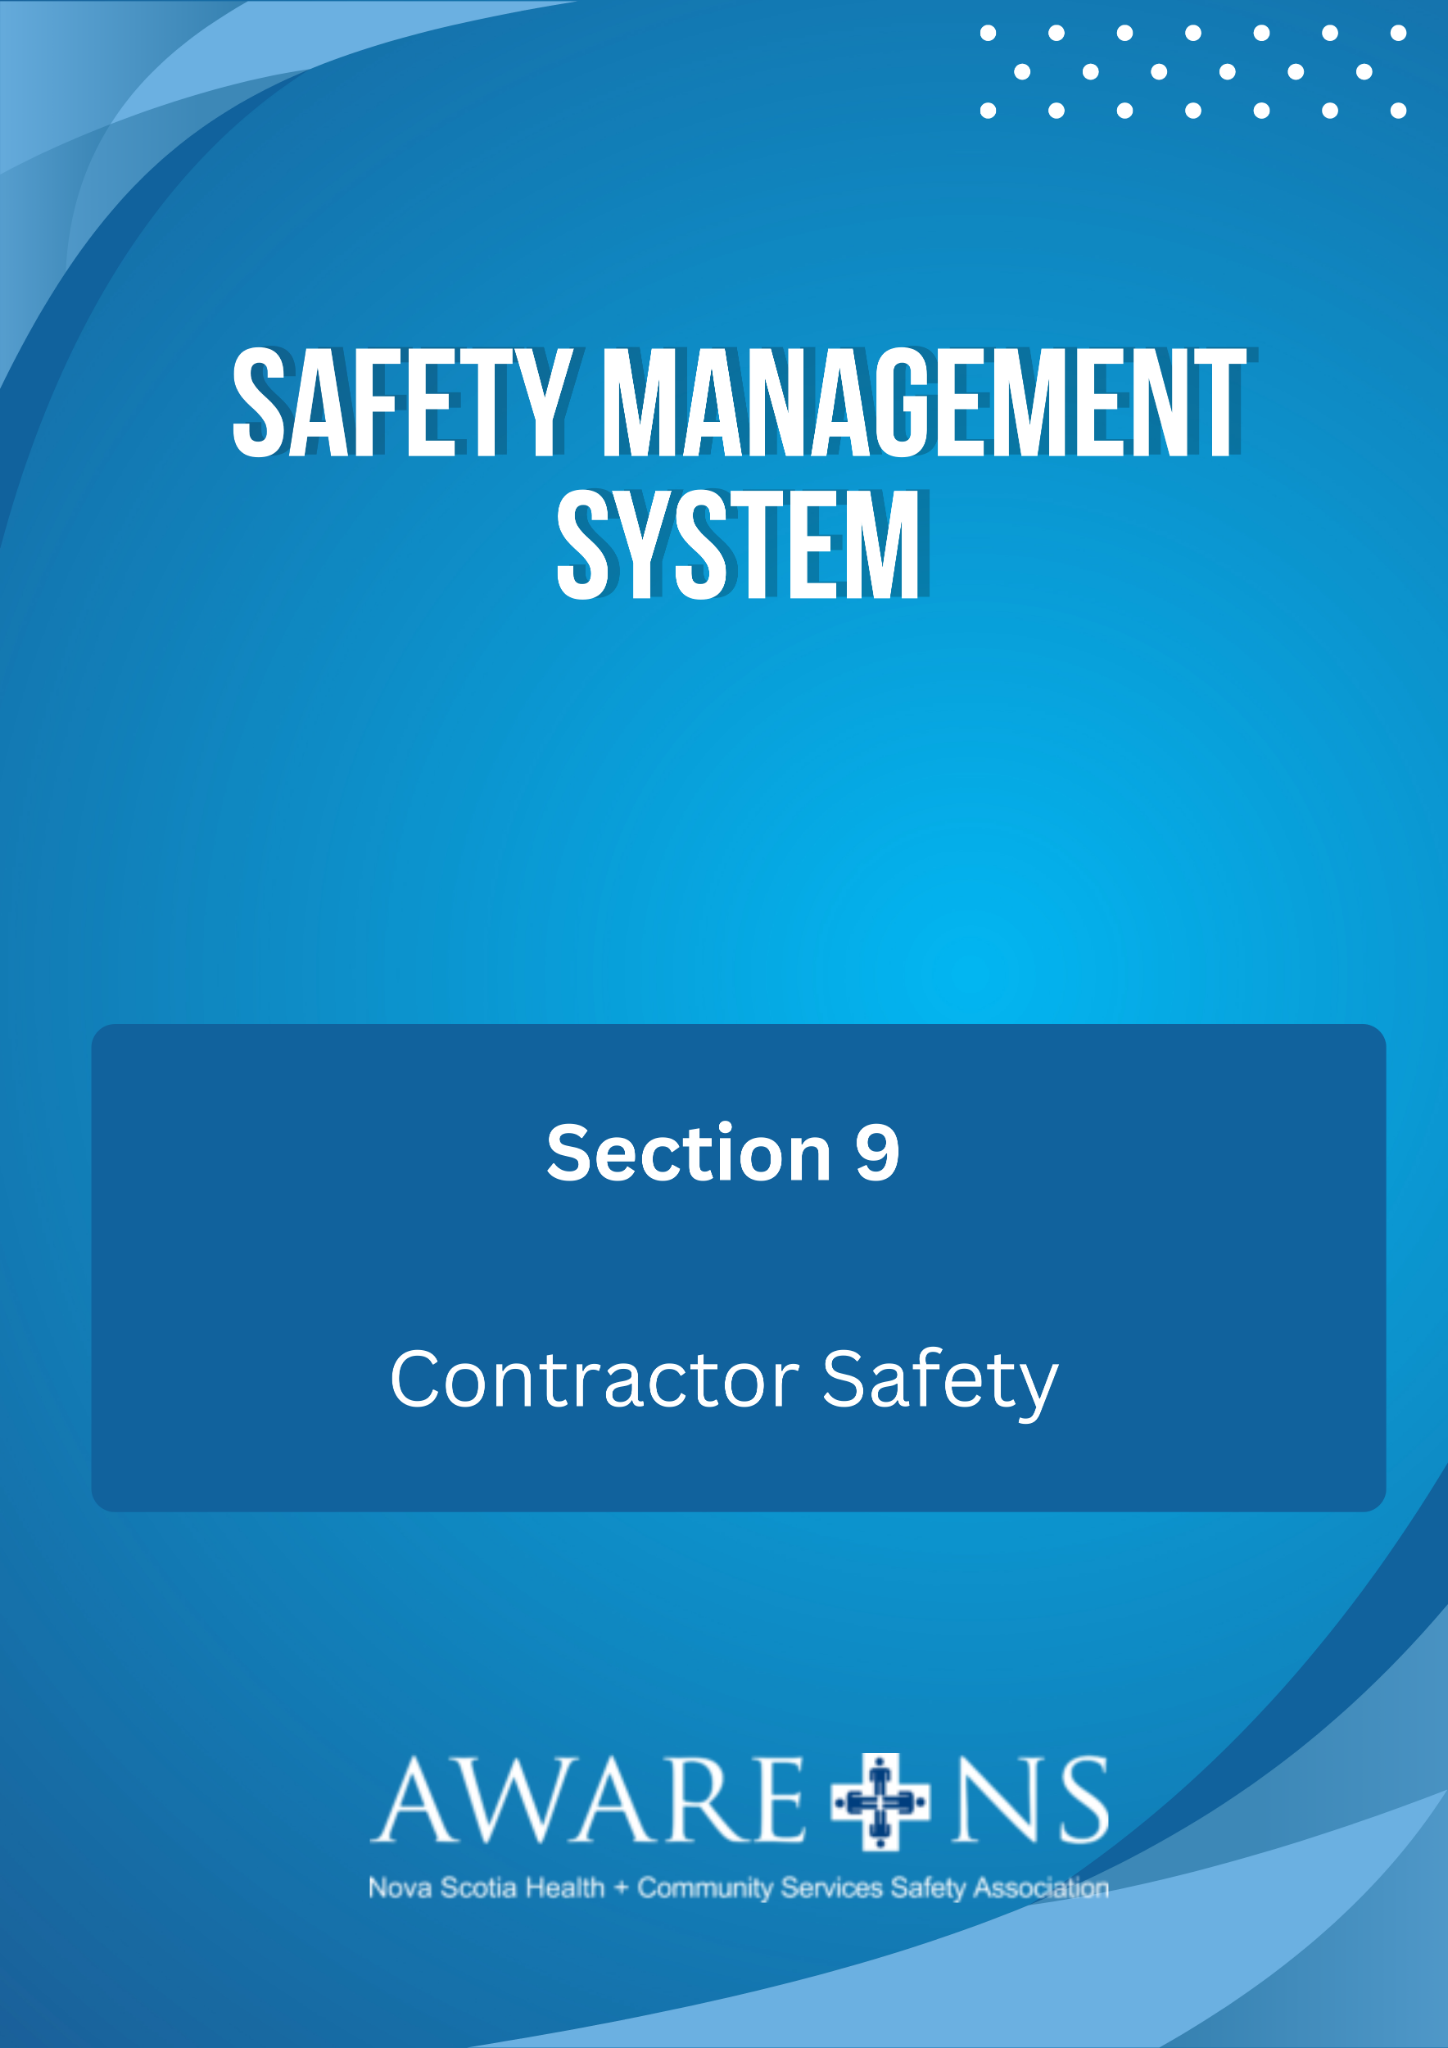 SAFETY MANAGEMENT
SYSTEM
Section 9
Contractor Safety
AWARE NS
Nova Scotia Health + Community Services Safety Association